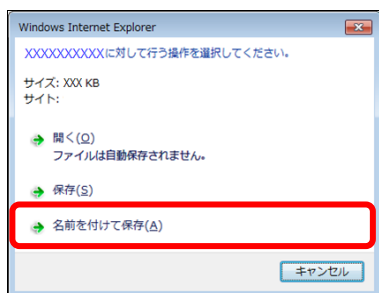 Windows Internet Explorer
XXXXXXXXXXに対して行う操作を選択してください。
サイズ: XXX KB
サイト:
開く(O)
ファイルは自動保存されません。
保存(S)
名前を付けて保存(A)
キャンセル